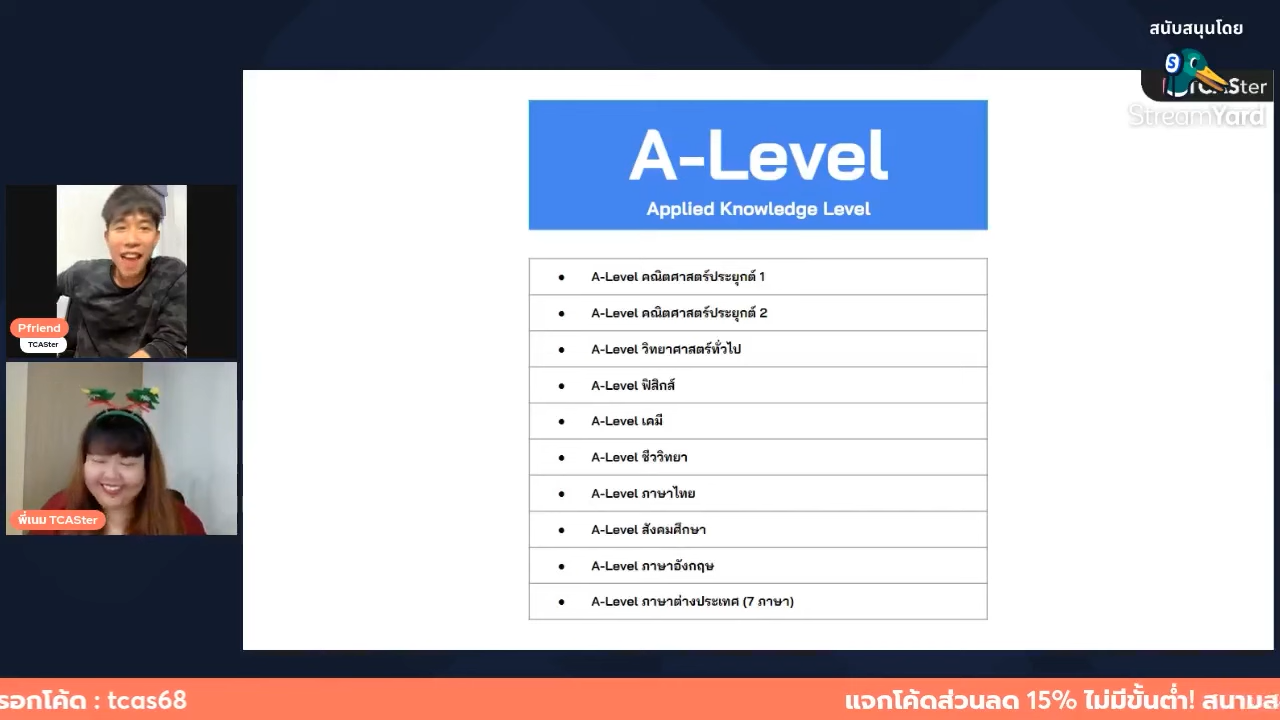 สนับสนุนโดย
StreamYard
A-Level
Applied Knowledge Level
A-Level คณิตศาสตร์ประยุกต์ 1
A-Level คณิตศาสตร์ประยุกต์ 2
A-Level วิทยาศาสตร์ทั่วไป
A-Level ฟิสิกส์
A-Level เคมี
A-Level ชีววิทยา
A-Level ภาษาไทย
A-Level สังคมศึกษา
A-Level ภาษาอังกฤษ
A-Level ภาษาต่างประเทศ (7 ภาษา)
Pfriend
TCASter
พี่เนม TCASter
รอกโค้ด : tcas68 แจกโค้ดส่วนลด 15% ไม่มีขั้นต่ำ! สนามส